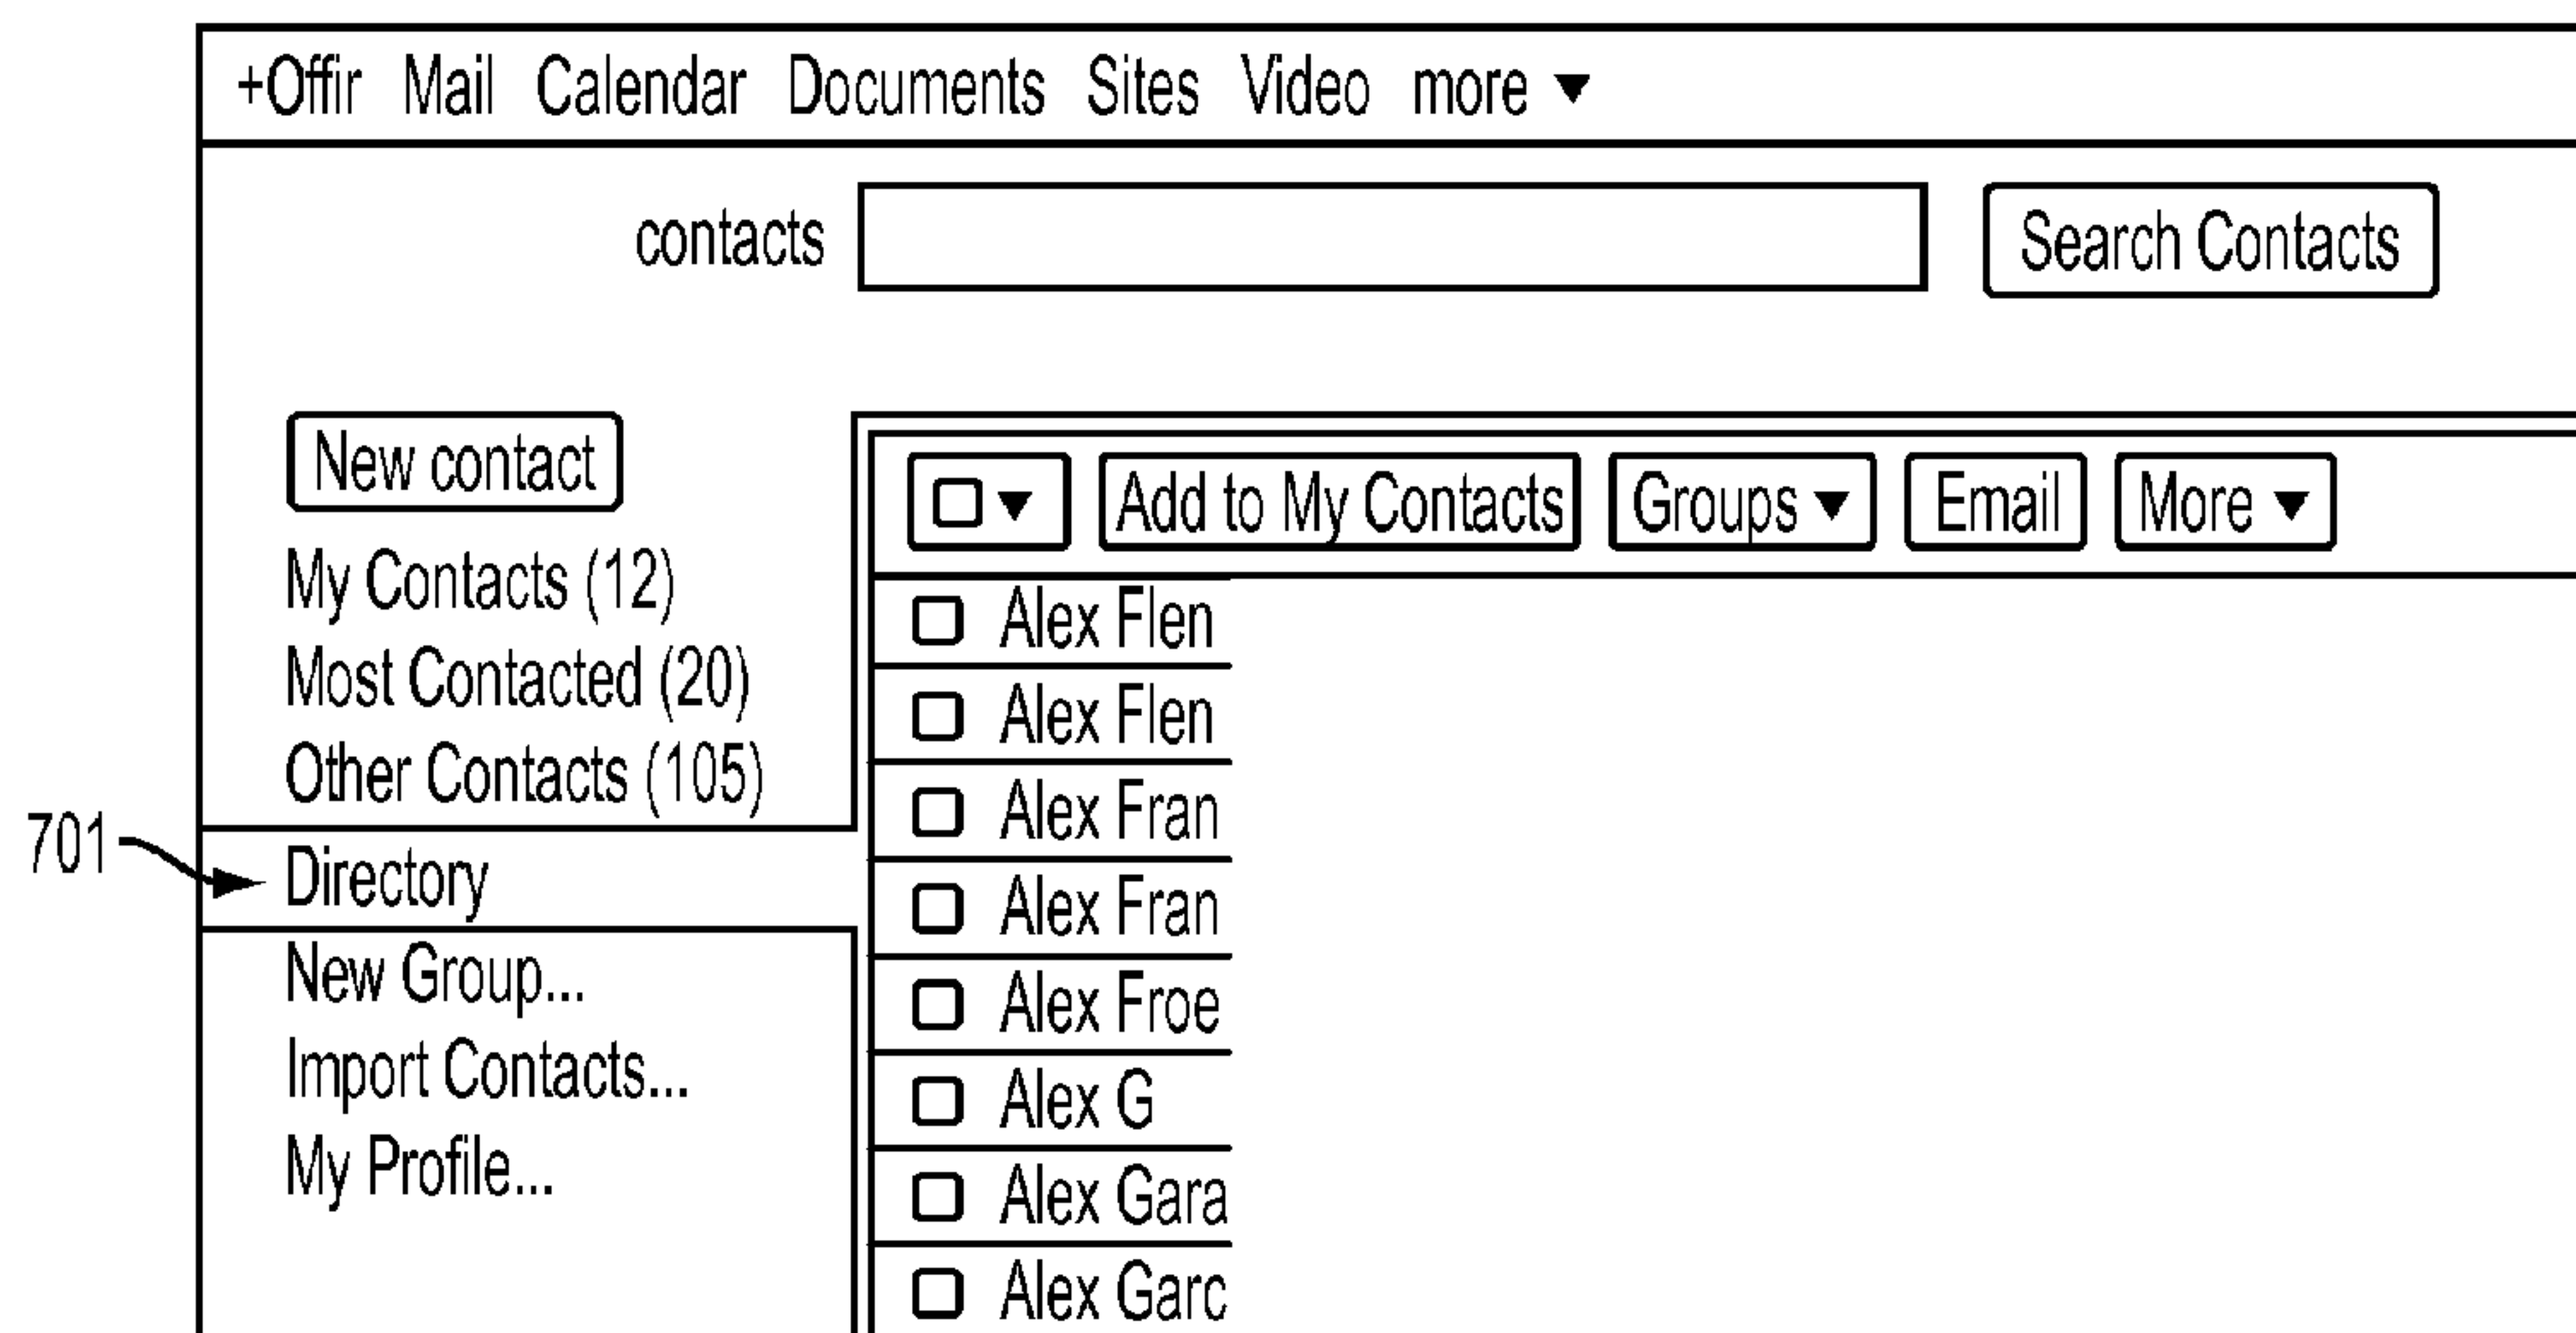 +Offir Mail Calendar Documents Sites Video more
contacts Search Contacts
New contact
My Contacts (12)
Most Contacted (20)
Other Contacts (105)
701
Directory
New Group...
Import Contacts...
My Profile...
Add to My Contacts Groups Email More
Alex Flen
Alex Flen
Alex Fran
Alex Fran
Alex Froe
Alex G
Alex Gara
Alex Garc